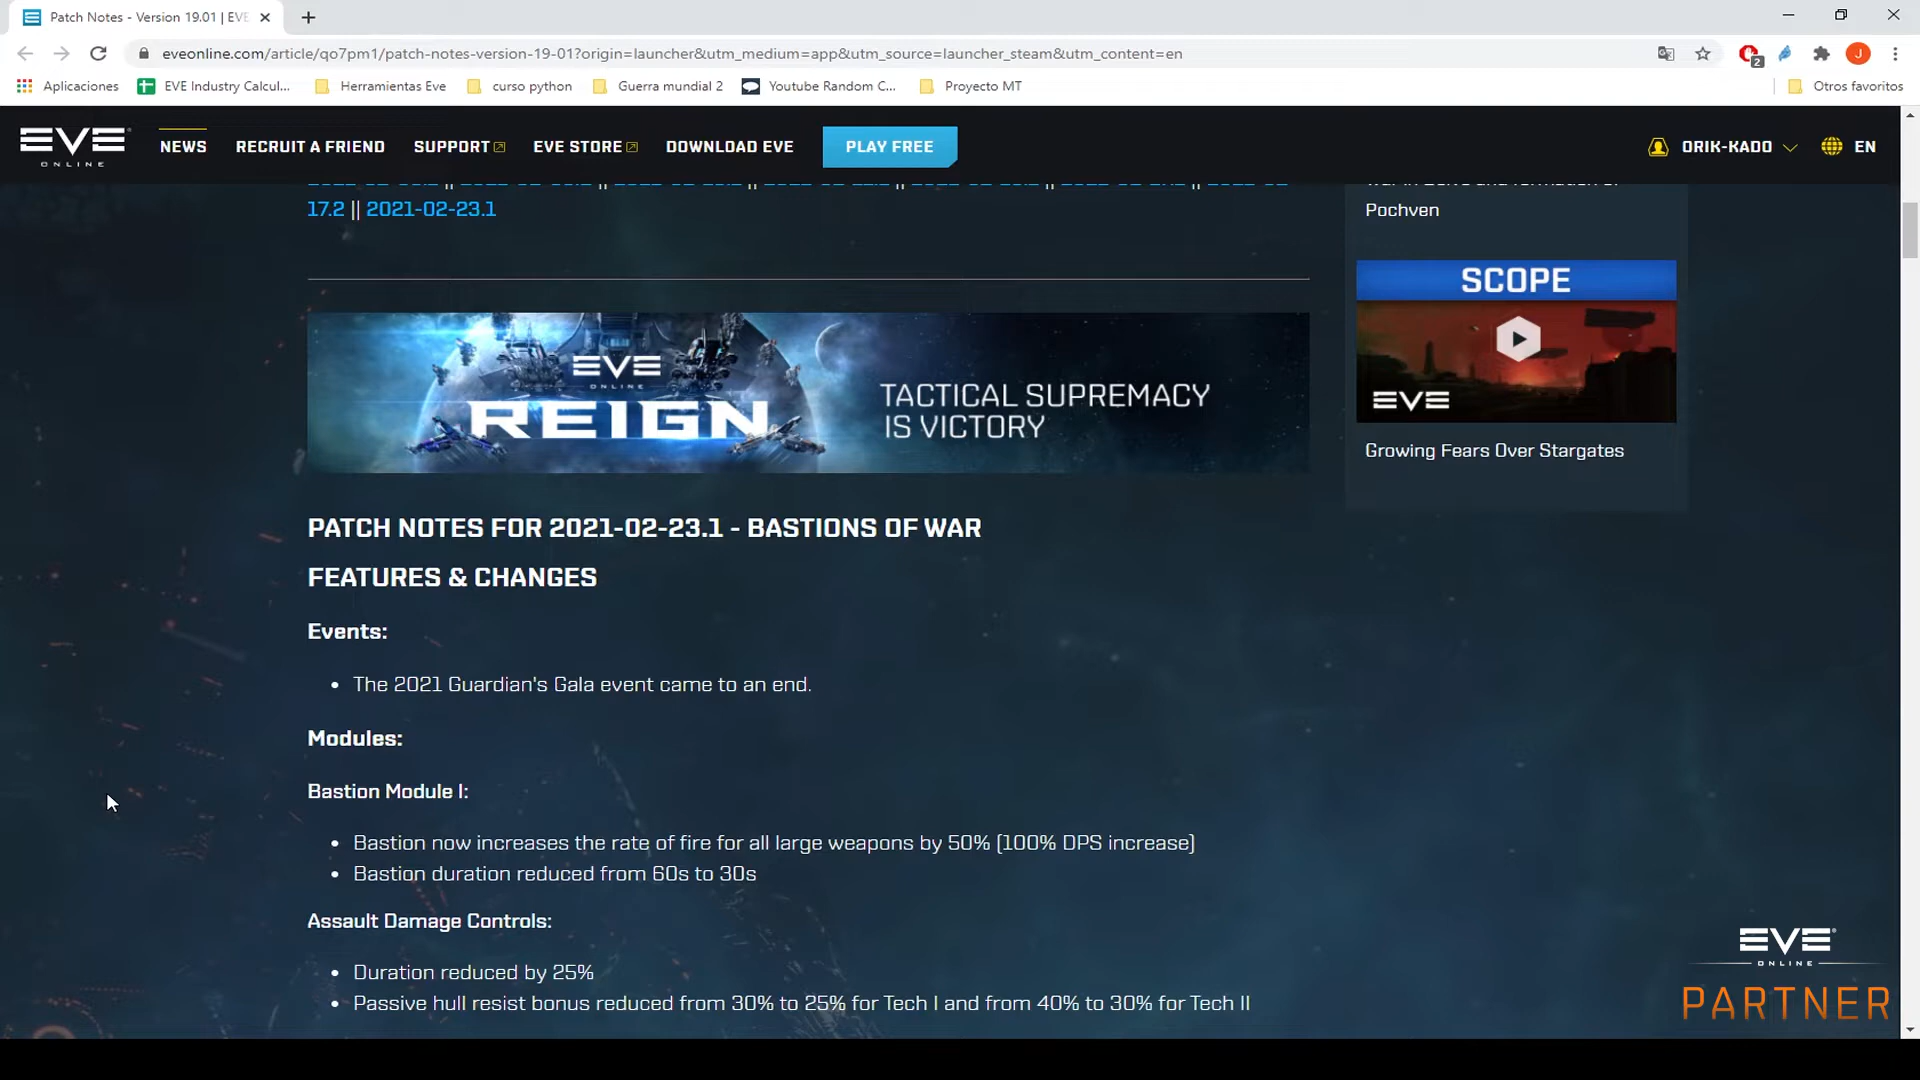 Patch Notes - Version 19.01 | EVE
eveonline.com/article/qo7pm1/patch-notes-version-19-01?origin=launcher&utm_medium=app&utm_source=launcher_steam&utm_content=en
2
J
Aplicaciones
EVE Industry Calcul...
Herramientas Eve
curso python
Guerra mundial 2
Youtube Random C...
Proyecto MT
Otros favoritos
EVE
ONLINE
NEWS
RECRUIT A FRIEND
SUPPORT
EVE STORE
DOWNLOAD EVE
PLAY FREE
ORIK-KADO
EN
17.2 || 2021-02-23.1
Pochven
SCOPE
EVE
Growing Fears Over Stargates
EVE
ONLINE
REIGN
TACTICAL SUPREMACY
IS VICTORY
PATCH NOTES FOR 2021-02-23.1 - BASTIONS OF WAR
FEATURES & CHANGES
Events:
• The 2021 Guardian's Gala event came to an end.
Modules:
Bastion Module I:
• Bastion now increases the rate of fire for all large weapons by 50% (100% DPS increase)
• Bastion duration reduced from 60s to 30s
Assault Damage Controls:
• Duration reduced by 25%
• Passive hull resist bonus reduced from 30% to 25% for Tech I and from 40% to 30% for Tech II
EVE
ONLINE
PARTNER